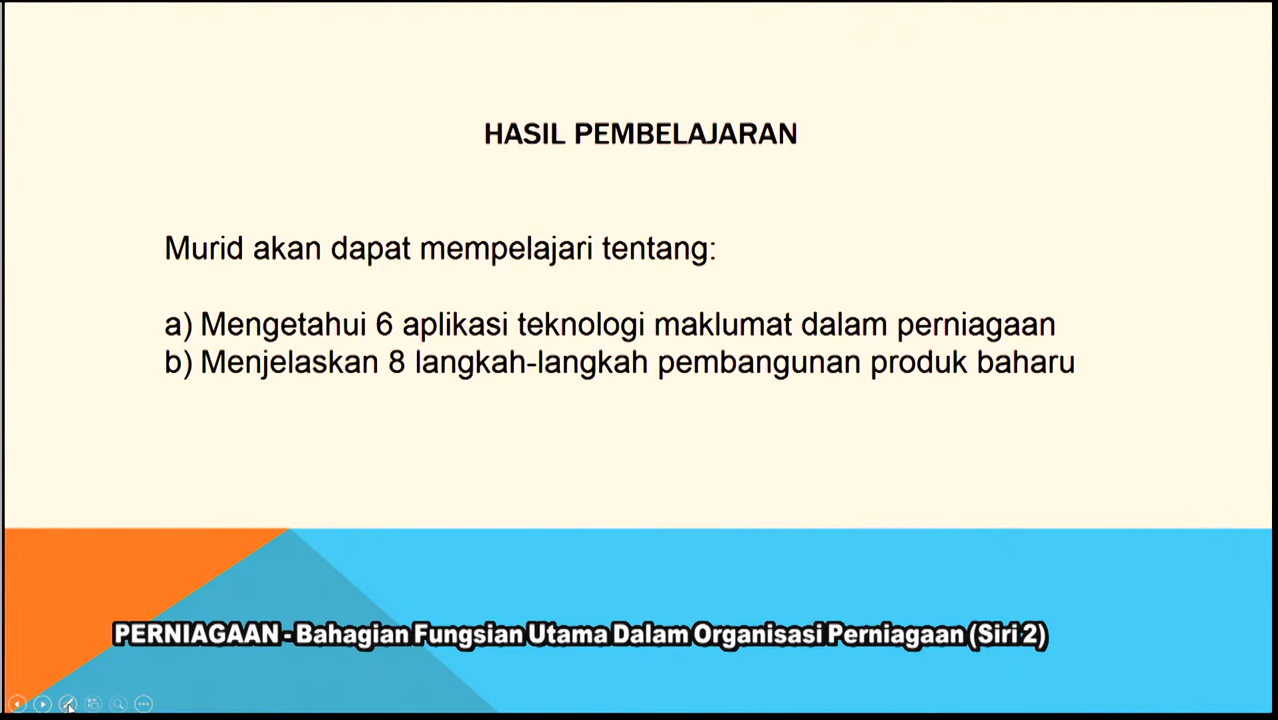 HASIL PEMBELAJARAN
Murid akan dapat mempelajari tentang:
a) Mengetahui 6 aplikasi teknologi maklumat dalam perniagaan
b) Menjelaskan 8 langkah-langkah pembangunan produk baharu
PERNIAGAAN - Bahagian Fungsian Utama Dalam Organisasi Perniagaan (Siri 2)